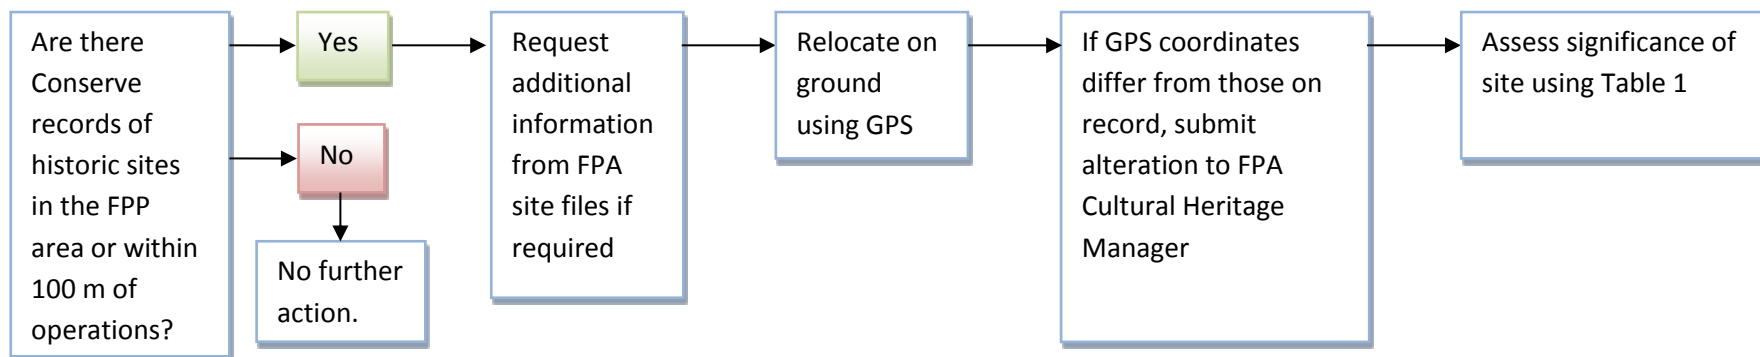 Are there
Conserve
records of
historic sites
in the FPP
area or within
100 m of
operations?
Yes
No
No further
action.
Request
additional
information
from FPA
site files if
required
Relocate on
ground
using GPS
If GPS coordinates
differ from those on
record, submit
alteration to FPA
Cultural Heritage
Manager
Assess significance of
site using Table 1